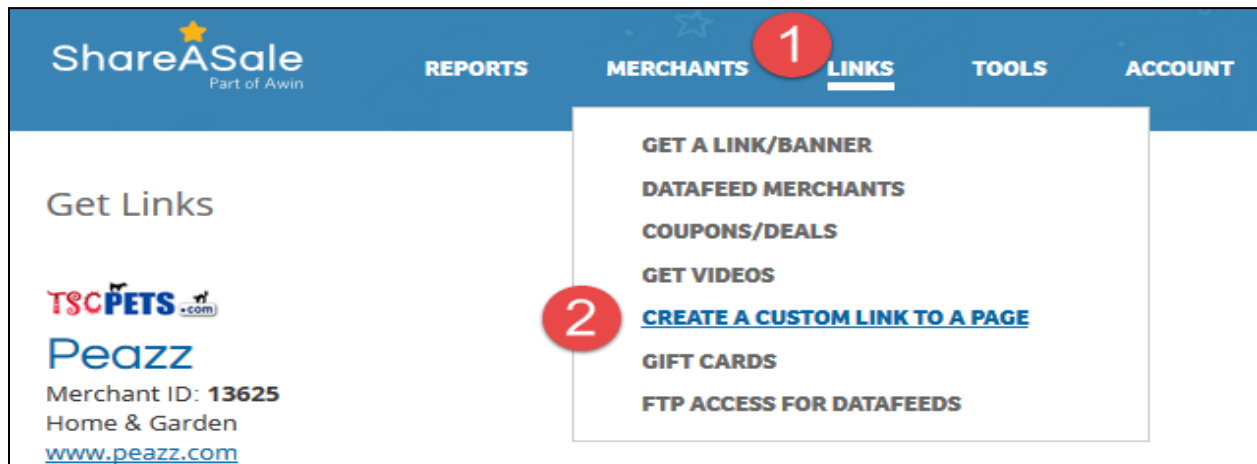 ShareASale
Part of Awin
REPORTS MERCHANTS 1 LINKS TOOLS ACCOUNT
GET A LINK/BANNER
DATAFEED MERCHANTS
COUPONS/DEALS
GET VIDEOS
2 CREATE A CUSTOM LINK TO A PAGE
GIFT CARDS
FTP ACCESS FOR DATAFEEDS
Get Links
TSCPETS.com
Peazz
Merchant ID: 13625
Home & Garden
www.peazz.com